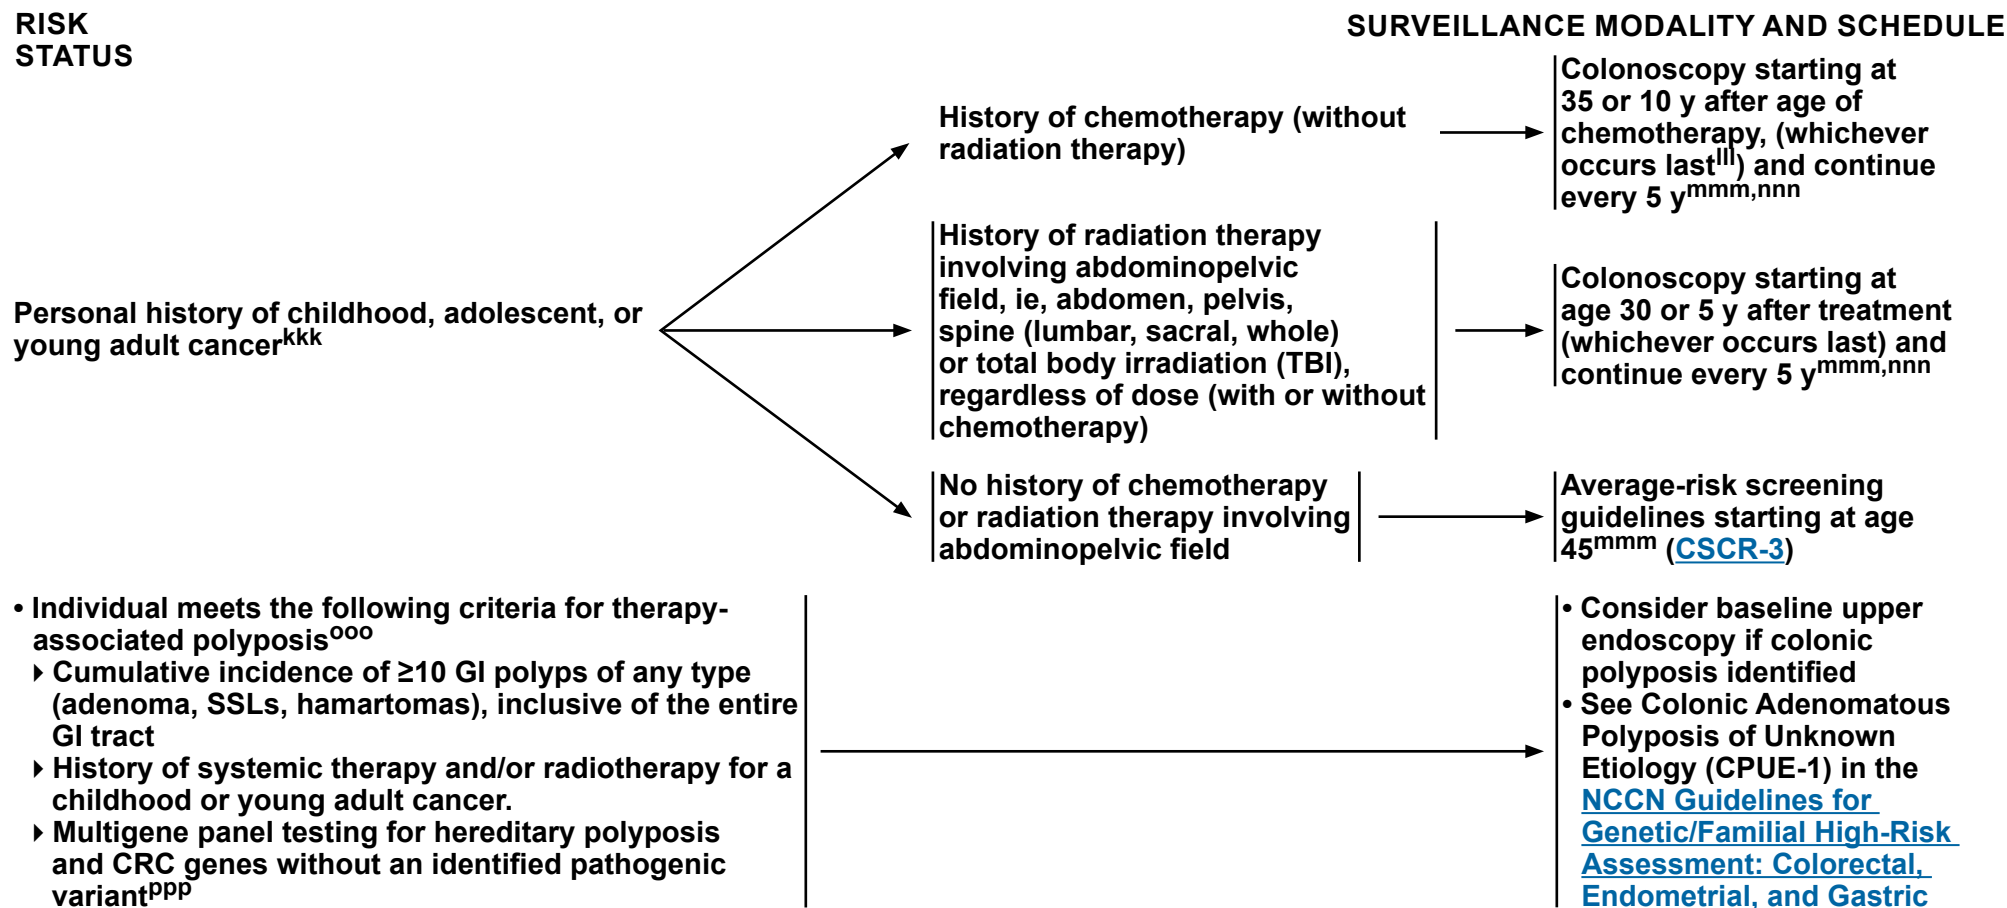 RISK
STATUS
SURVEILLANCE MODALITY AND SCHEDULE
Personal history of childhood, adolescent, or
young adult cancerkkk
History of chemotherapy (without
radiation therapy)
Colonoscopy starting at
35 or 10 y after age of
chemotherapy, (whichever
occurs lastlll) and continue
every 5 ymmm,nnn
History of radiation therapy
involving abdominopelvic
field, ie, abdomen, pelvis,
spine (lumbar, sacral, whole)
or total body irradiation (TBI),
regardless of dose (with or without
chemotherapy)
Colonoscopy starting at
age 30 or 5 y after treatment
(whichever occurs last) and
continue every 5 ymmm,nnn
No history of chemotherapy
or radiation therapy involving
abdominopelvic field
Average-risk screening
guidelines starting at age
45mmm (CSCR-3)
• Individual meets the following criteria for therapy-
associated polyposisooo
▸ Cumulative incidence of ≥10 GI polyps of any type
(adenoma, SSLs, hamartomas), inclusive of the entire
GI tract
▸ History of systemic therapy and/or radiotherapy for a
childhood or young adult cancer.
▸ Multigene panel testing for hereditary polyposis
and CRC genes without an identified pathogenic
variantppp
• Consider baseline upper
endoscopy if colonic
polyposis identified
• See Colonic Adenomatous
Polyposis of Unknown
Etiology (CPUE-1) in the
NCCN Guidelines for
Genetic/Familial High-Risk
Assessment: Colorectal,
Endometrial, and Gastric